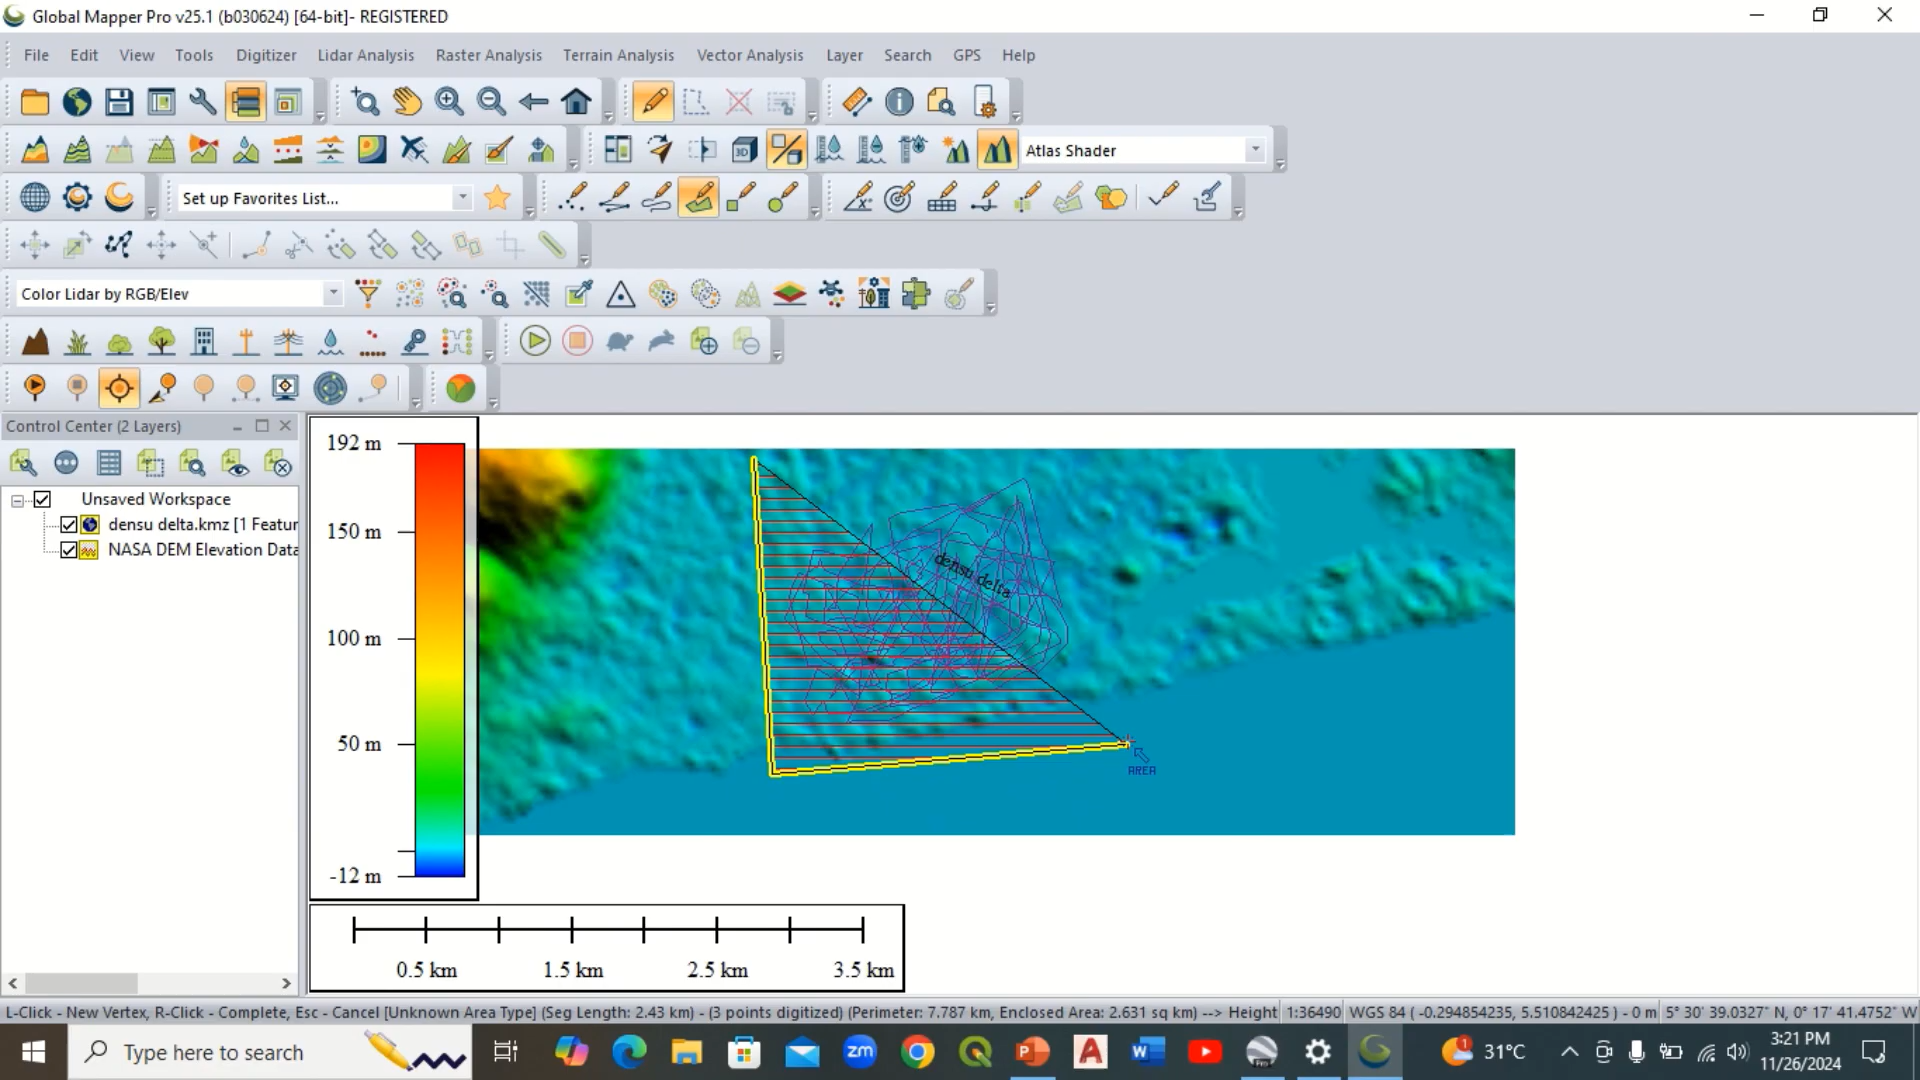 Global Mapper Pro v25.1 (b030624) [64-bit]- REGISTERED
File Edit View Tools Digitizer Lidar Analysis Raster Analysis Terrain Analysis Vector Analysis Layer Search GPS Help
3D
Atlas Shader
Set up Favorites List...
Color Lidar by RGB/Elev
Control Center (2 Layers)
Unsaved Workspace
densu delta.kmz [1 Featur
NASA DEM Elevation Data
192 m
150 m
100 m
50 m
-12 m
densu delta
AREA
0.5 km 1.5 km 2.5 km 3.5 km
L-Click - New Vertex, R-Click - Complete, Esc - Cancel [Unknown Area Type] (Seg Length: 2.43 km) - (3 points digitized) (Perimeter: 7.787 km, Enclosed Area: 2.631 sq km) --> Height 1:36490 WGS 84 ( -0.294854235, 5.510842425 ) - 0 m 5° 30' 39.0327" N, 0° 17' 41.4752" W
Type here to search
zm
1
31°C
3:21 PM
11/26/2024